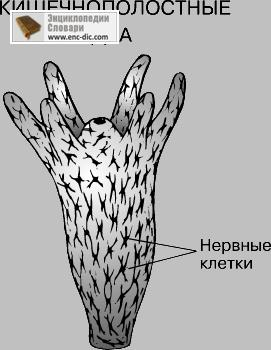 КИШЕЧНОПОЛОСТНЫЕ
Энциклопедии
Словари
www.enc-dic.com
Нервные
клетки